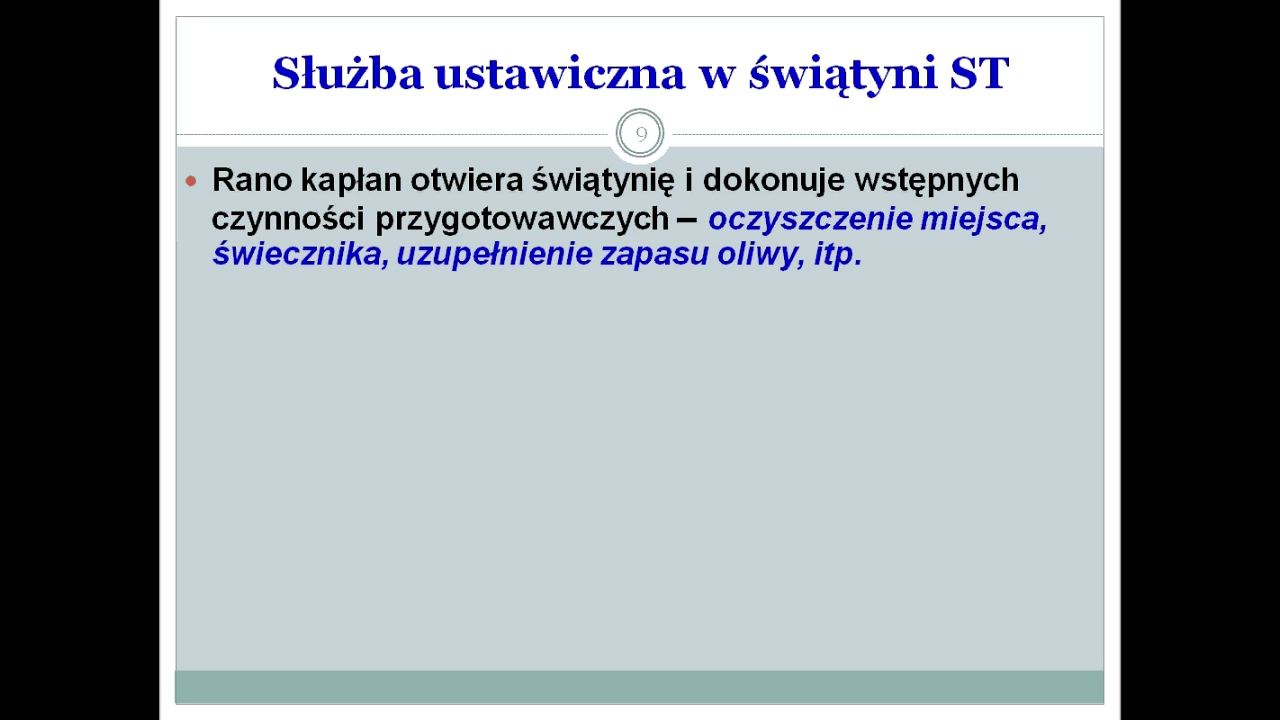 Służba ustawiczna w świątyni ST
9
• Rano kapłan otwiera świątynię i dokonuje wstępnych
czynności przygotowawczych – oczyszczenie miejsca,
świecznika, uzupełnienie zapasu oliwy, itp.